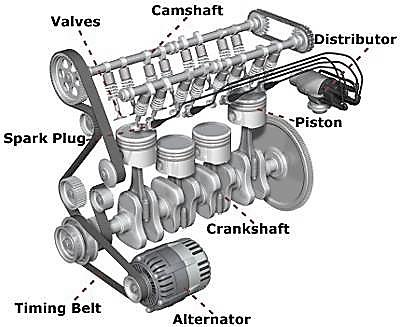 Camshaft
Valves
Distributor
Spark Plug
Piston
Crankshaft
Timing Belt
Alternator